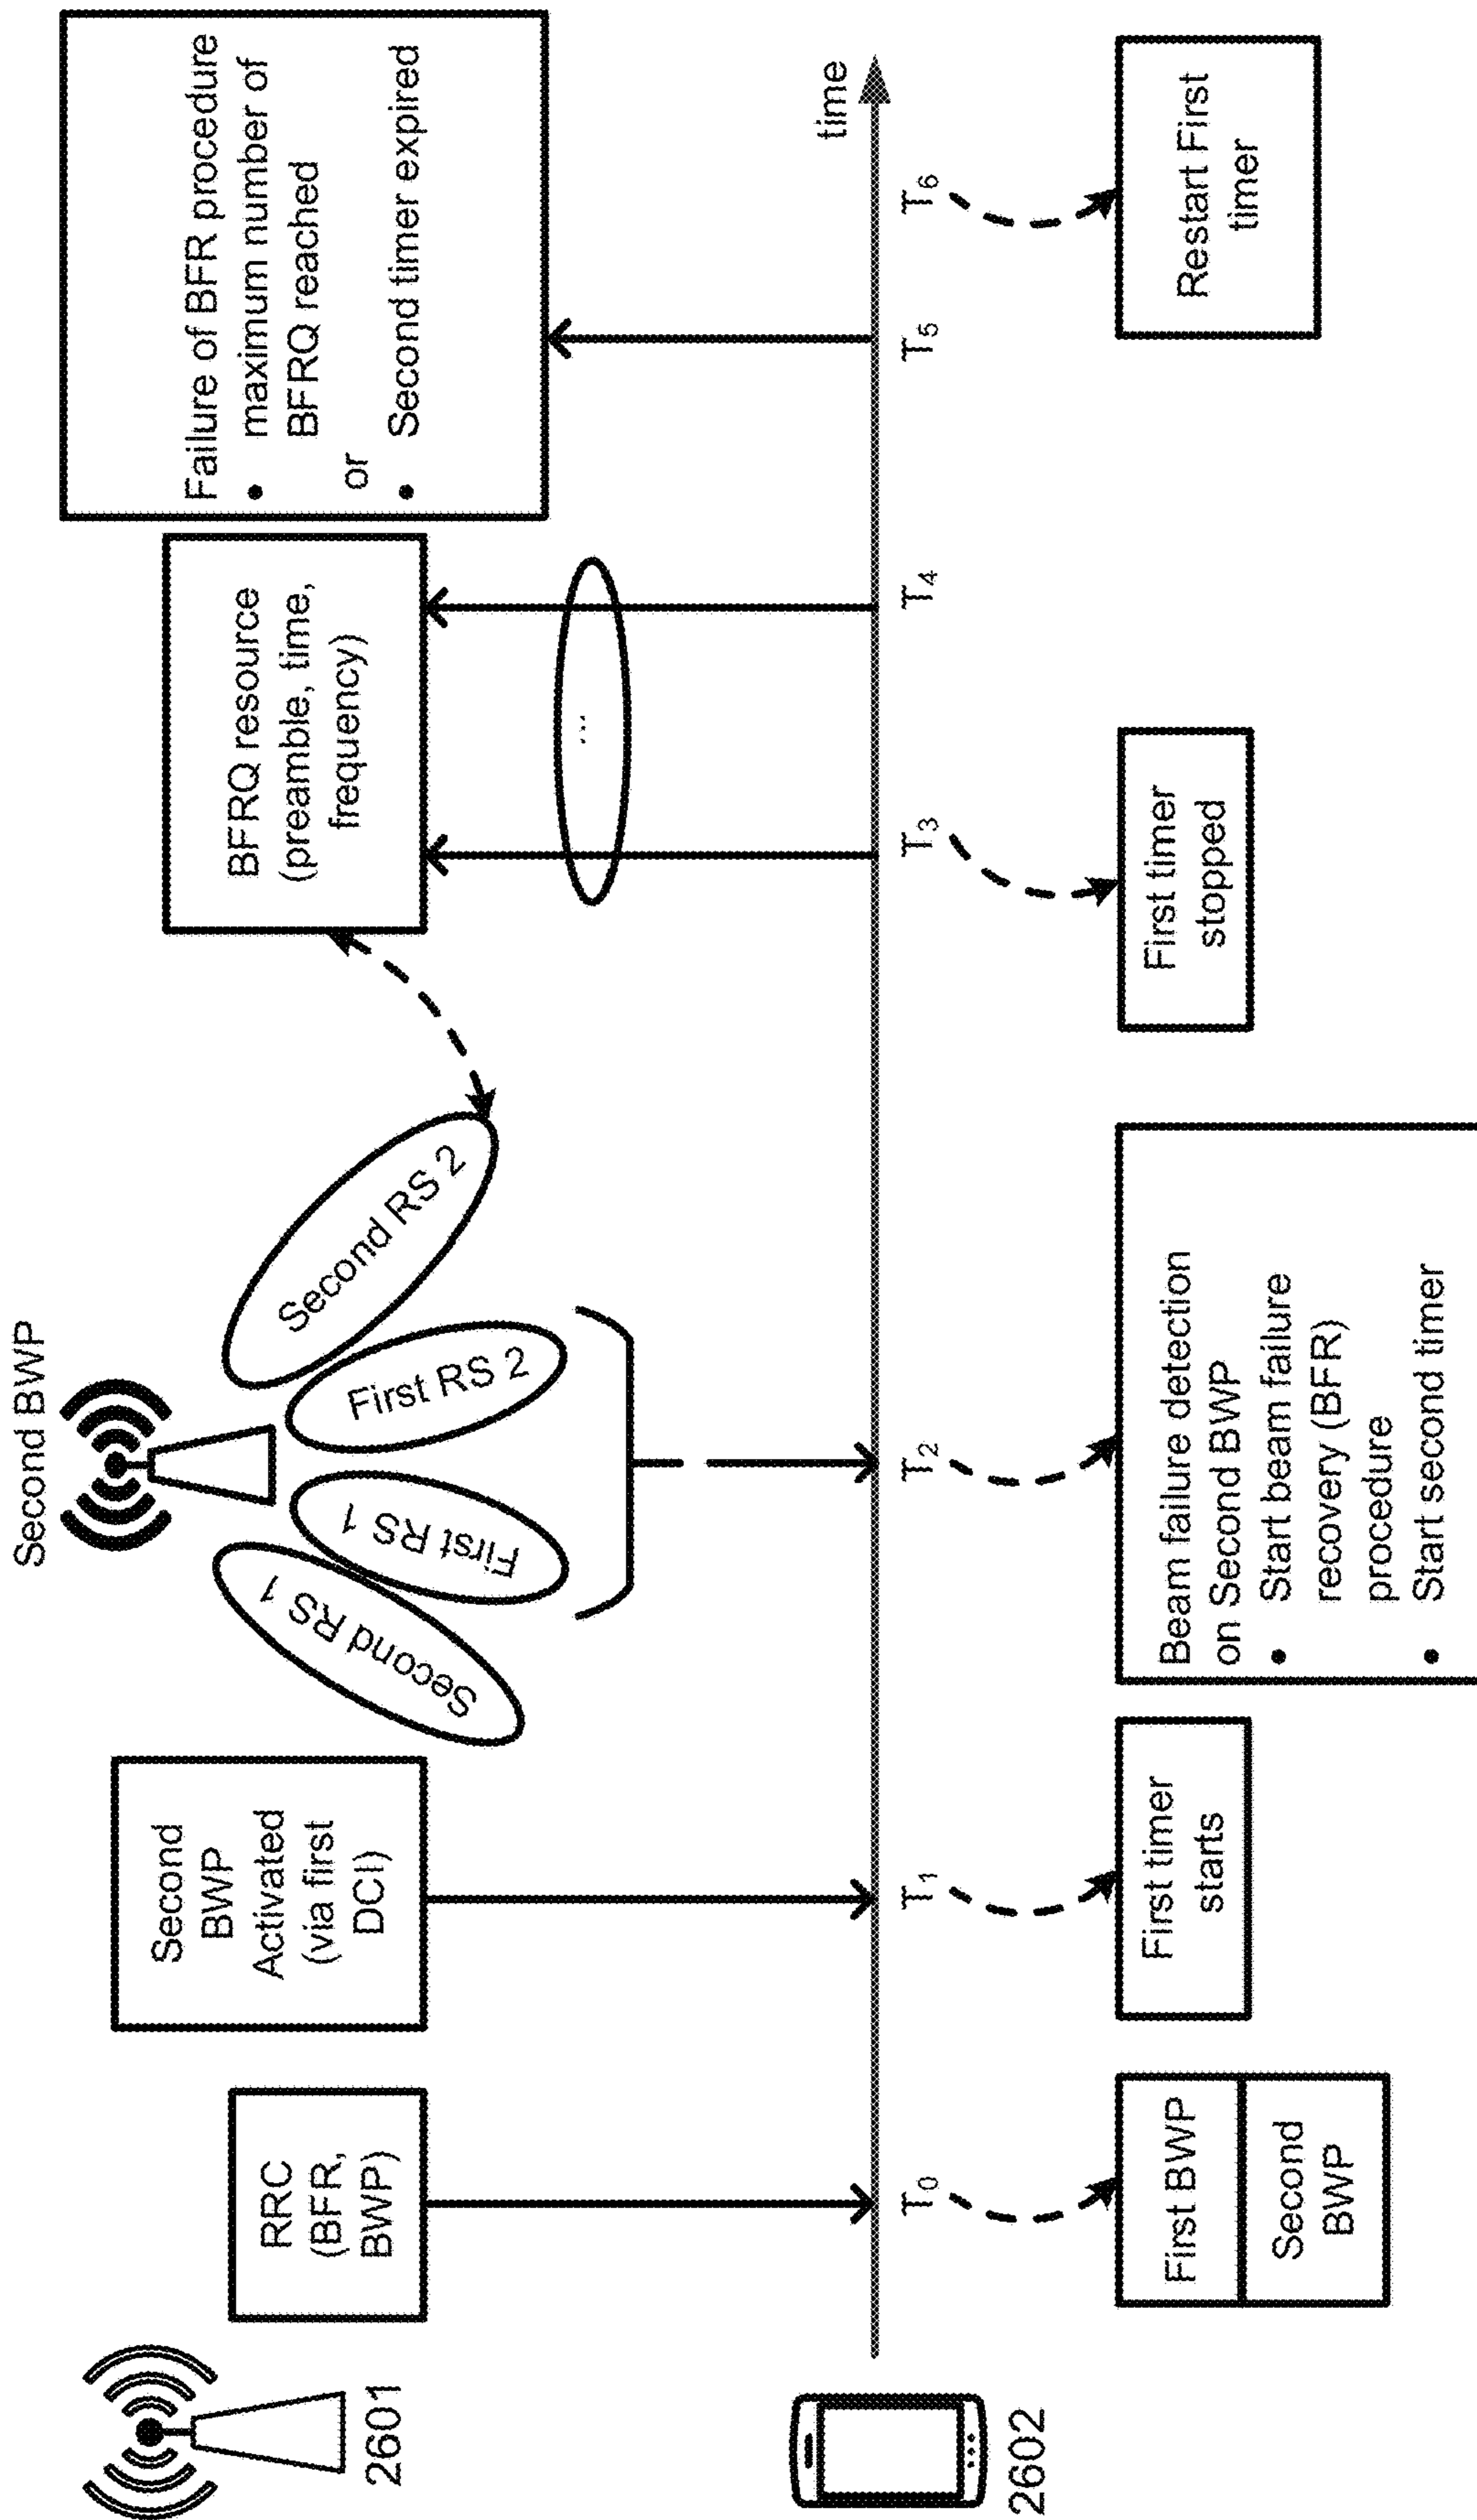 2601
RRC
(BFR,
BWP)
Second
BWP
Activated
(via first
DCI)
Second BWP
Second RS 1
First RS 1
First RS 2
Second RS 2
BFRQ resource
(preamble, time,
frequency)
...
Failure of BFR procedure
• maximum number of
BFRQ reached
or
• Second timer expired
2602
time
T0
T1
T2
T3
T4
T5
T6
First BWP
Second
BWP
First timer
starts
Beam failure detection
on Second BWP
• Start beam failure
recovery (BFR)
procedure
• Start second timer
First timer
stopped
Restart First
timer